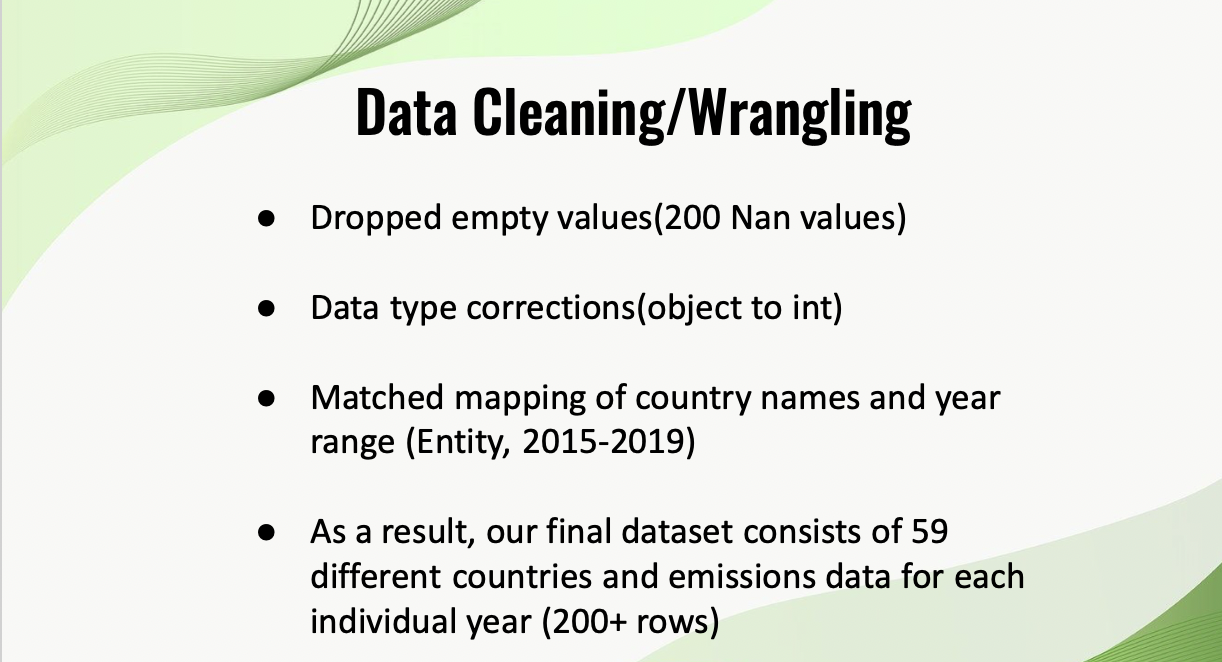 Data Cleaning/Wrangling
● Dropped empty values(200 Nan values)
● Data type corrections(object to int)
● Matched mapping of country names and year
range (Entity, 2015-2019)
● As a result, our final dataset consists of 59
different countries and emissions data for each
individual year (200+ rows)